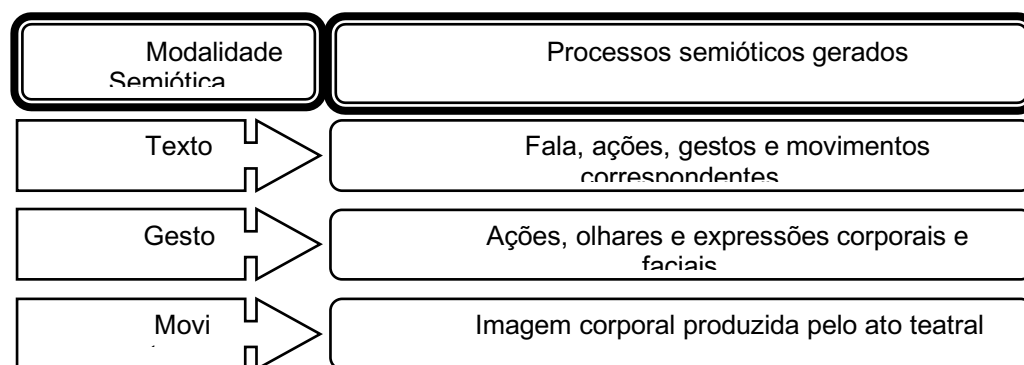 Modalidade
Semiótica
Processos semióticos gerados
Texto
Fala, ações, gestos e movimentos
correspondentes
Gesto
Ações, olhares e expressões corporais e
faciais
Movi
Imagem corporal produzida pelo ato teatral